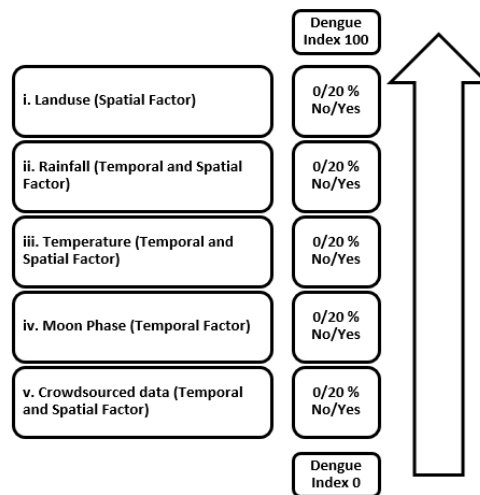 Dengue
Index 100
i. Landuse (Spatial Factor)
0/20 %
No/Yes
ii. Rainfall (Temporal and Spatial
Factor)
0/20 %
No/Yes
iii. Temperature (Temporal and
Spatial Factor)
0/20 %
No/Yes
iv. Moon Phase (Temporal Factor)
0/20 %
No/Yes
v. Crowdsourced data (Temporal
and Spatial Factor)
0/20 %
No/Yes
Dengue
Index 0